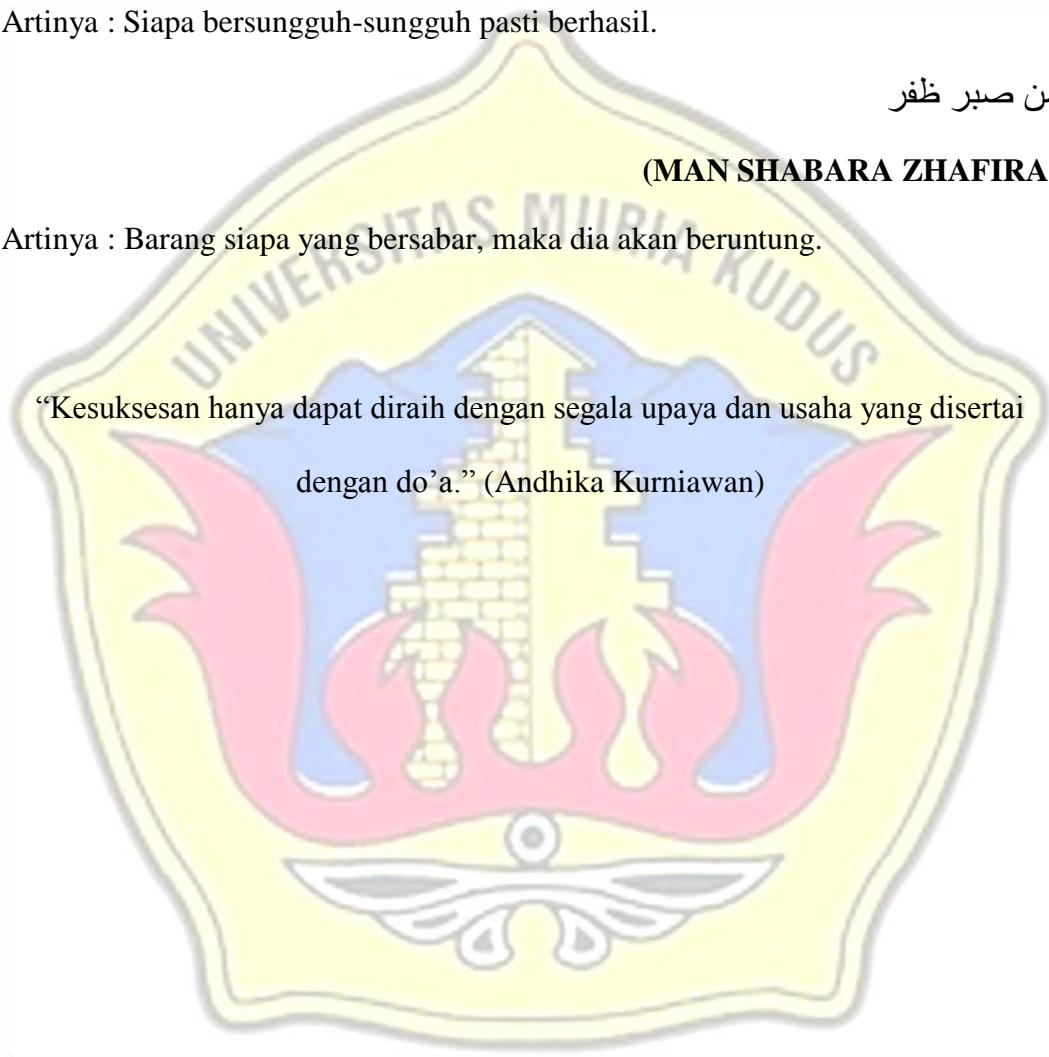 Artinya : Siapa bersungguh-sungguh pasti berhasil.
صبر ظفر
(MAN SHABARA ZHAFIRA
Artinya : Barang siapa yang bersabar, maka dia akan beruntung.
UNIVERSITAS MURIA KUDUS
“Kesuksesan hanya dapat diraih dengan segala upaya dan usaha yang disertai
dengan do’a.” (Andhika Kurniawan)